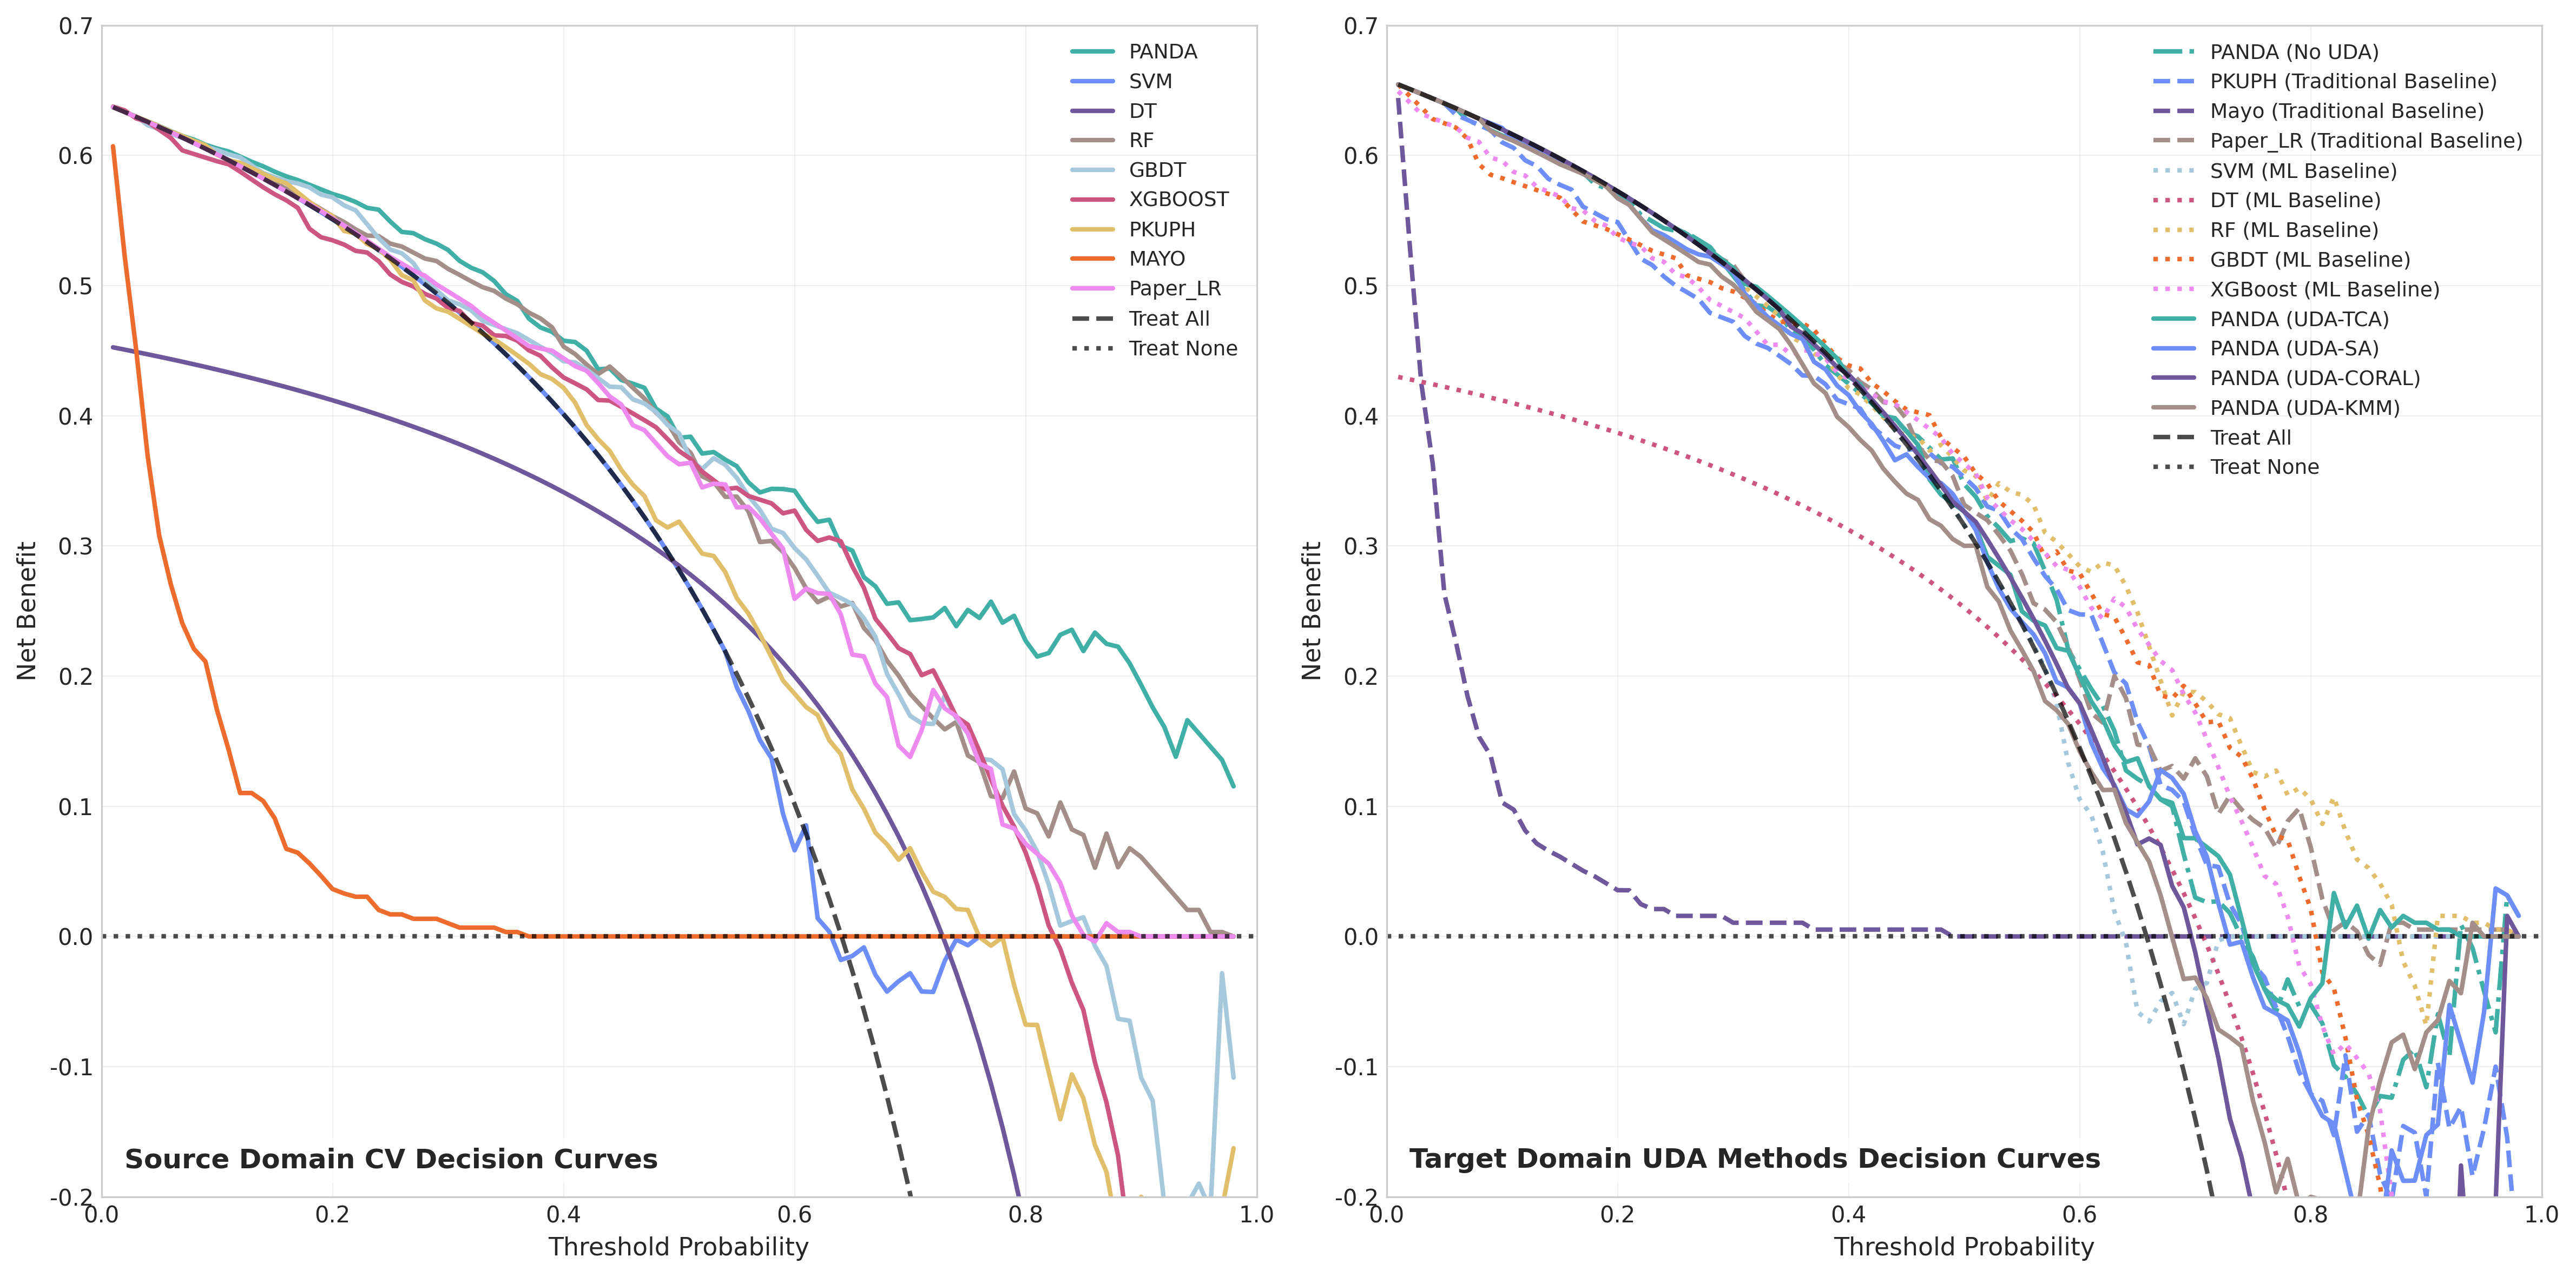 0.7
0.6
0.5
0.4
0.3
0.2
0.1
0.0
-0.1
-0.2
Net Benefit
PANDA
SVM
DT
RF
GBDT
XGBOOST
PKUPH
MAYO
Paper_LR
Treat All
Treat None
Source Domain CV Decision Curves
0.0 0.2 0.4 0.6 0.8 1.0
Threshold Probability
0.7
0.6
0.5
0.4
0.3
0.2
0.1
0.0
-0.1
-0.2
Net Benefit
PANDA (No UDA)
PKUPH (Traditional Baseline)
Mayo (Traditional Baseline)
Paper_LR (Traditional Baseline)
SVM (ML Baseline)
DT (ML Baseline)
RF (ML Baseline)
GBDT (ML Baseline)
XGBoost (ML Baseline)
PANDA (UDA-TCA)
PANDA (UDA-SA)
PANDA (UDA-CORAL)
PANDA (UDA-KMM)
Treat All
Treat None
Target Domain UDA Methods Decision Curves
0.0 0.2 0.4 0.6 0.8 1.0
Threshold Probability